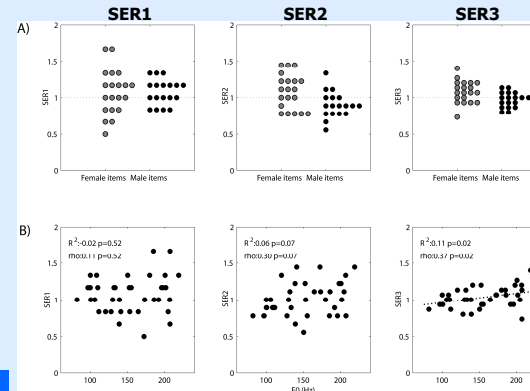 SER1 SER2 SER3
A)
2 2 2
1.5 1.5 1.5
SER1 1 SER2 1 SER3 1
0.5 0.5 0.5
0 0 0
Female items Male items Female items Male items Female items Male items
B)
2 2 2
R²:-0.02 p=0.52 R²:0.06 p=0.07 R²:0.11 p=0.02
rho:0.11 p=0.52 rho:0.30 p=0.07 rho:0.37 p=0.02
1.5 1.5 1.5
SER1 1 SER2 1 SER3 1
0.5 0.5 0.5
0 0 0
100 150 200 100 150 200 100 150 200
F0 (Hz)